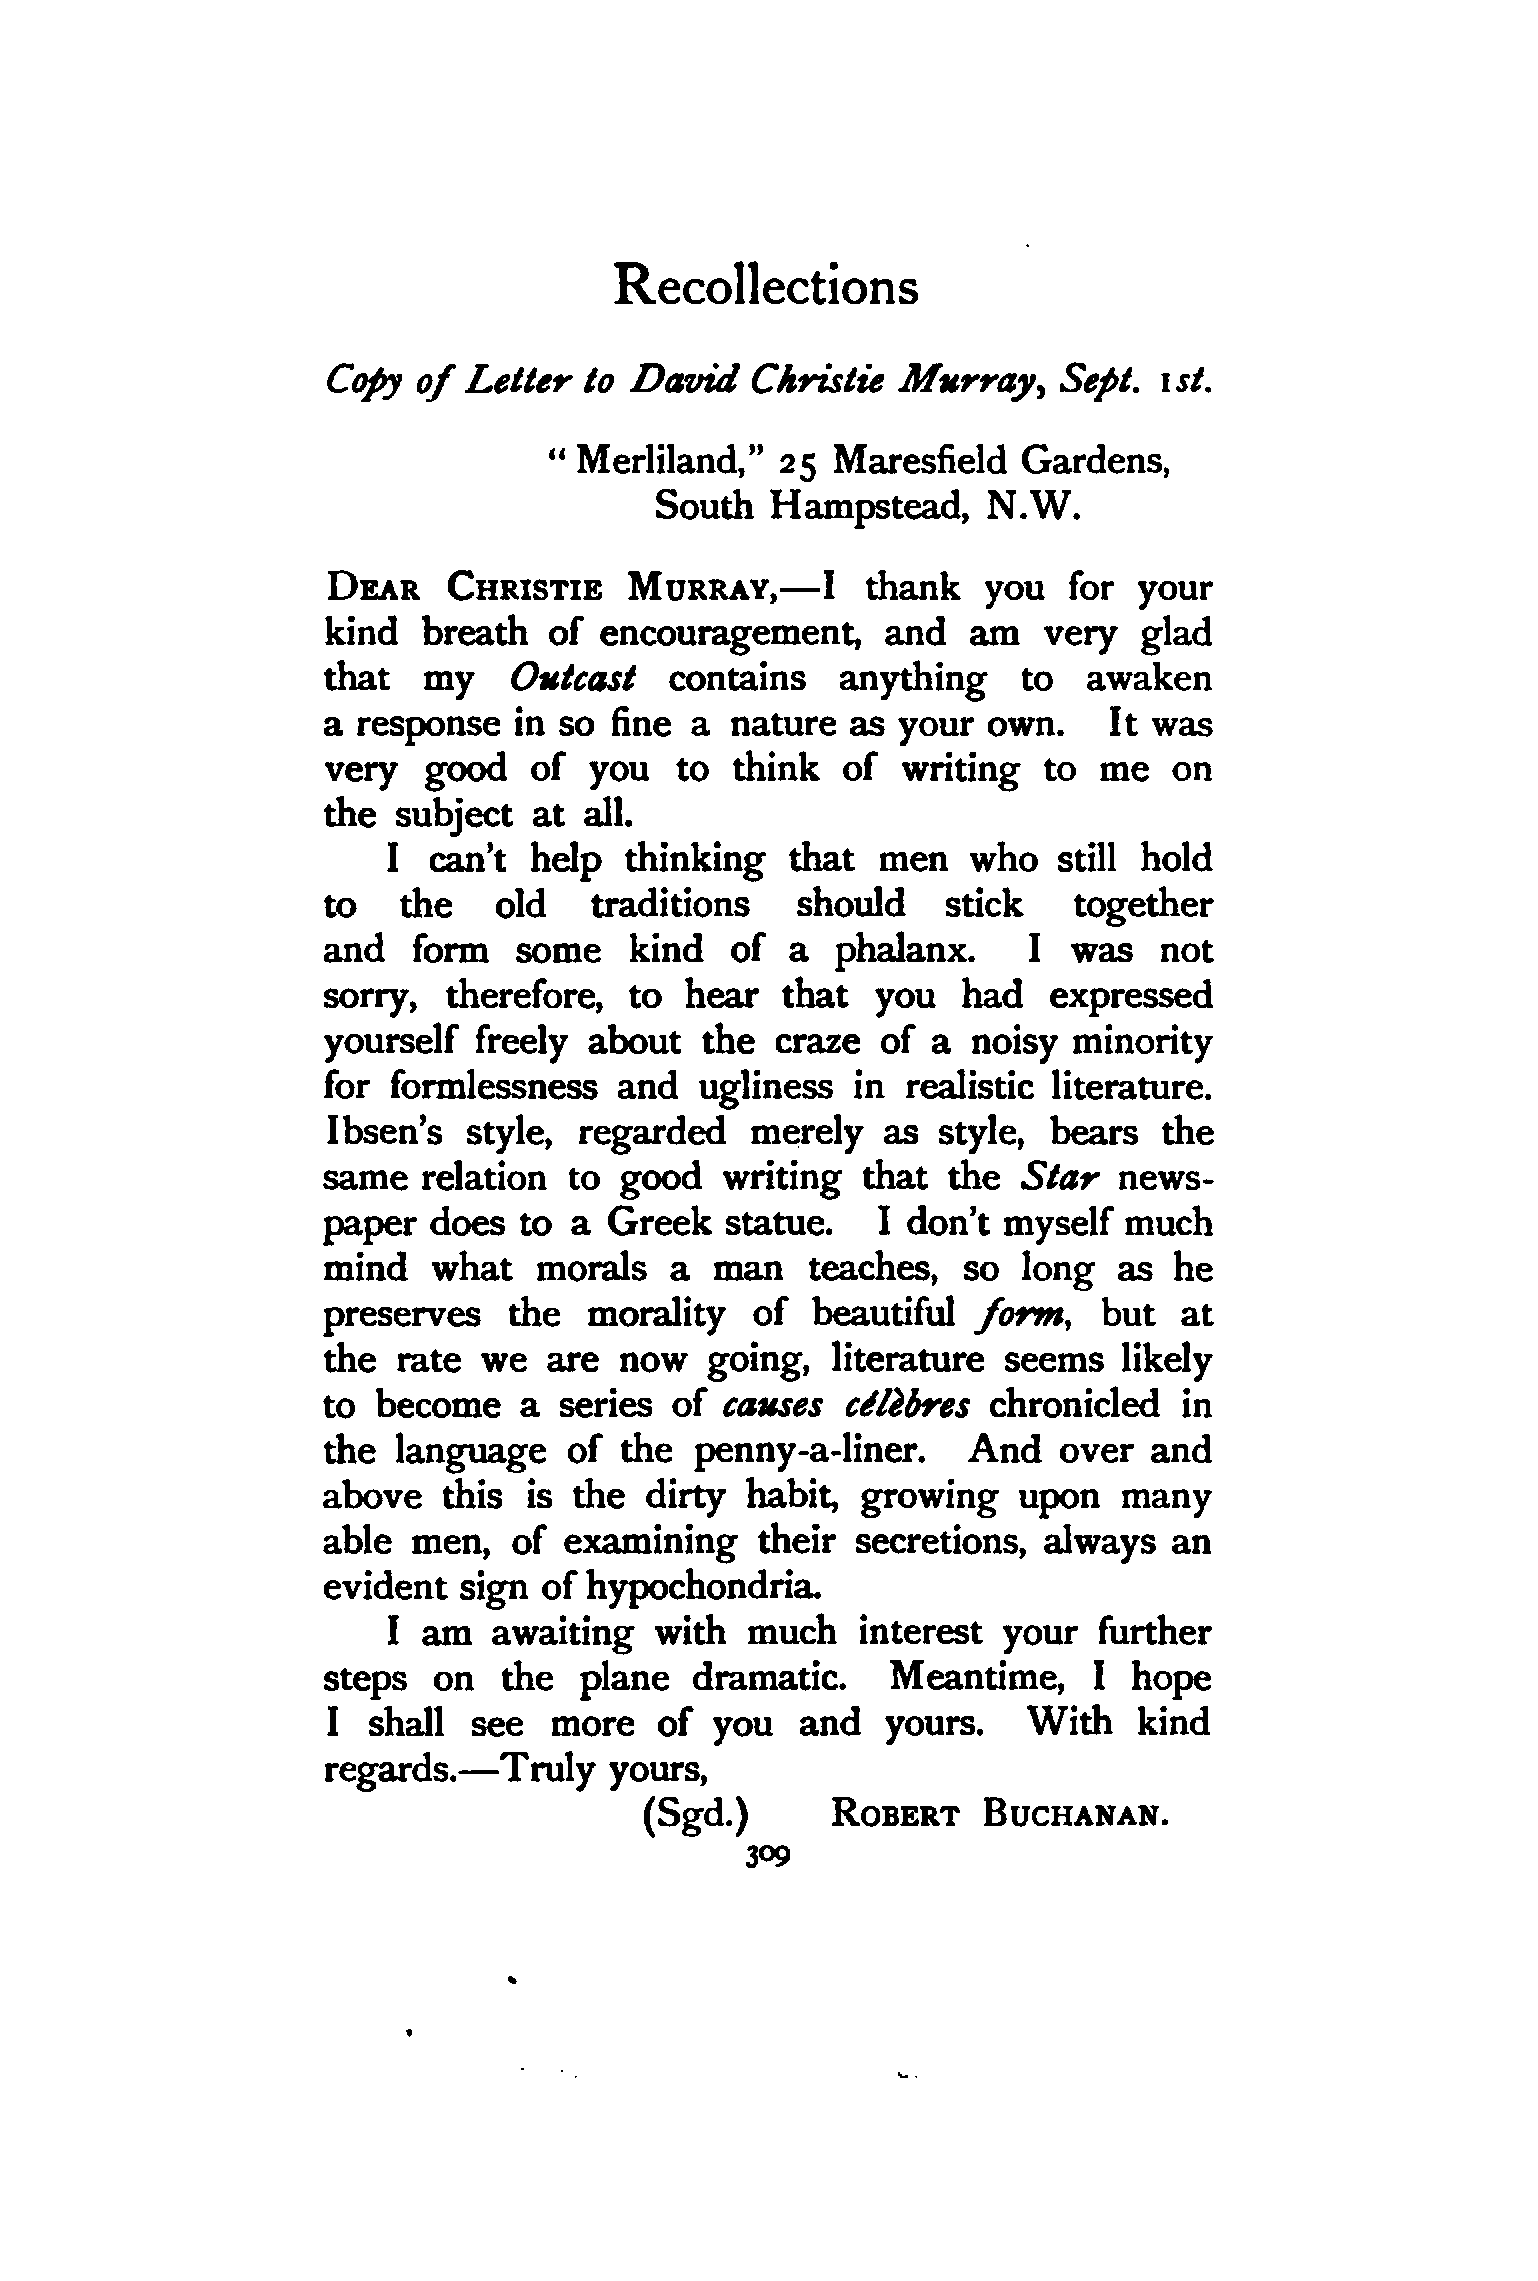 Recollections
Copy of Letter to David Christie Murray, Sept. 1st.
“ Merliland,” 25 Maresfield Gardens,
South Hampstead, N.W.
DEAR CHRISTIE MURRAY,—I thank you for your
kind breath of encouragement, and am very glad
that my Outcast contains anything to awaken
a response in so fine a nature as your own. It was
very good of you to think of writing to me on
the subject at all.
I can’t help thinking that men who still hold
to the old traditions should stick together
and form some kind of a phalanx. I was not
sorry, therefore, to hear that you had expressed
yourself freely about the craze of a noisy minority
for formlessness and ugliness in realistic literature.
Ibsen’s style, regarded merely as style, bears the
same relation to good writing that the Star news-
paper does to a Greek statue. I don’t myself much
mind what morals a man teaches, so long as he
preserves the morality of beautiful form, but at
the rate we are now going, literature seems likely
to become a series of causes célèbres chronicled in
the language of the penny-a-liner. And over and
above this is the dirty habit, growing upon many
able men, of examining their secretions, always an
evident sign of hypochondria.
I am awaiting with much interest your further
steps on the plane dramatic. Meantime, I hope
I shall see more of you and yours. With kind
regards.—Truly yours,
(Sgd.) ROBERT BUCHANAN.
309